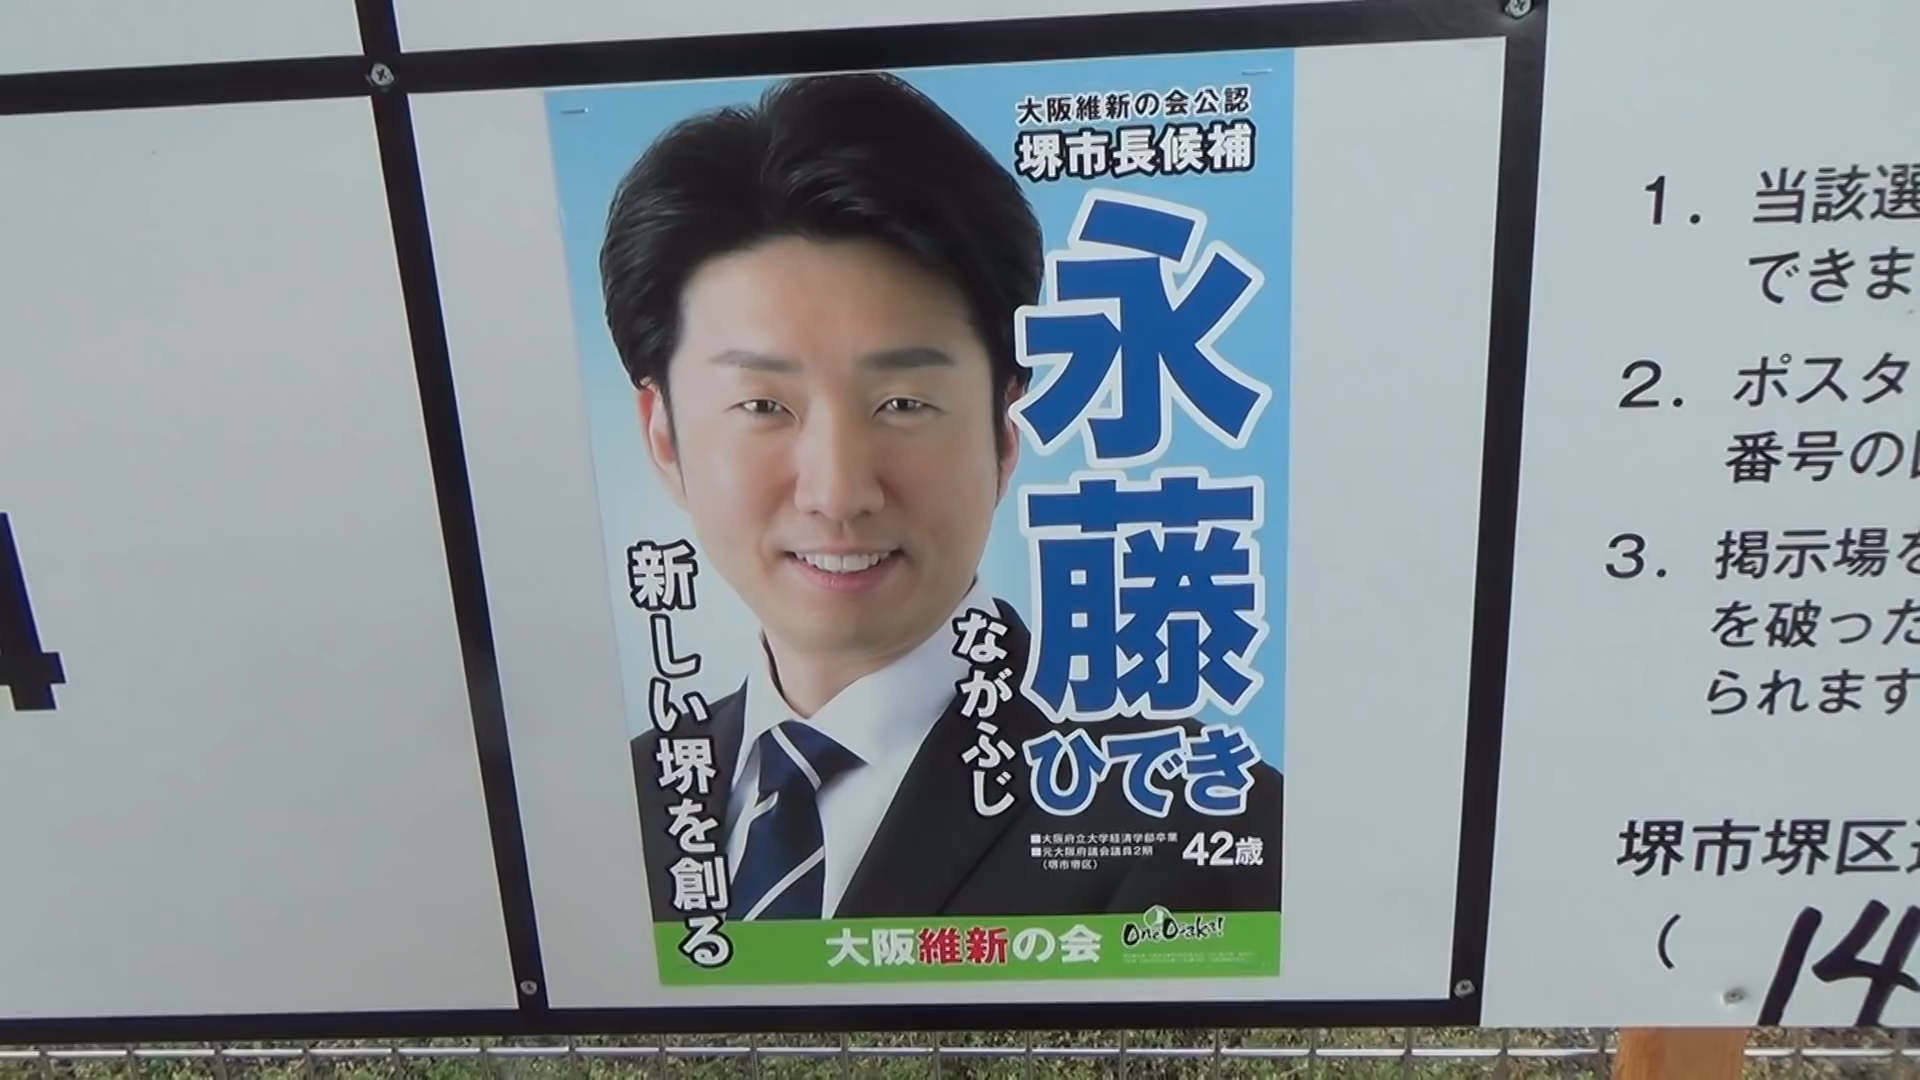 大阪維新の会公認
堺市長候補
永藤ひでき
ながふじ
新しい堺を創る
■大阪府立大学経済学部卒業
■元大阪府議会議員2期
（堺市堺区）
42歳
大阪維新の会
One Osaka!
4
1. 当該選
できま
2. ポスタ
番号の
3. 掲示場を
を破った
られます
堺市堺区
(14